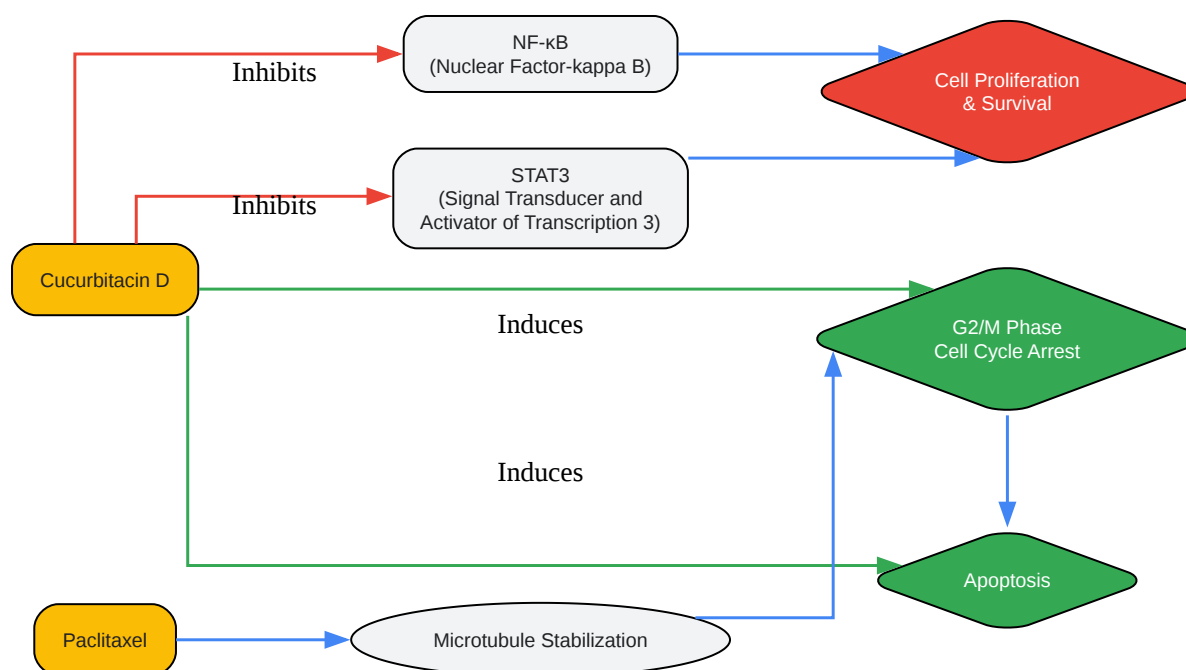 NF-κB
(Nuclear Factor-kappa B)
Inhibits
Cell Proliferation
& Survival
STAT3
(Signal Transducer and
Activator of Transcription 3)
Inhibits
Cucurbitacin D
Induces
G2/M Phase
Cell Cycle Arrest
Induces
Apoptosis
Paclitaxel
Microtubule Stabilization